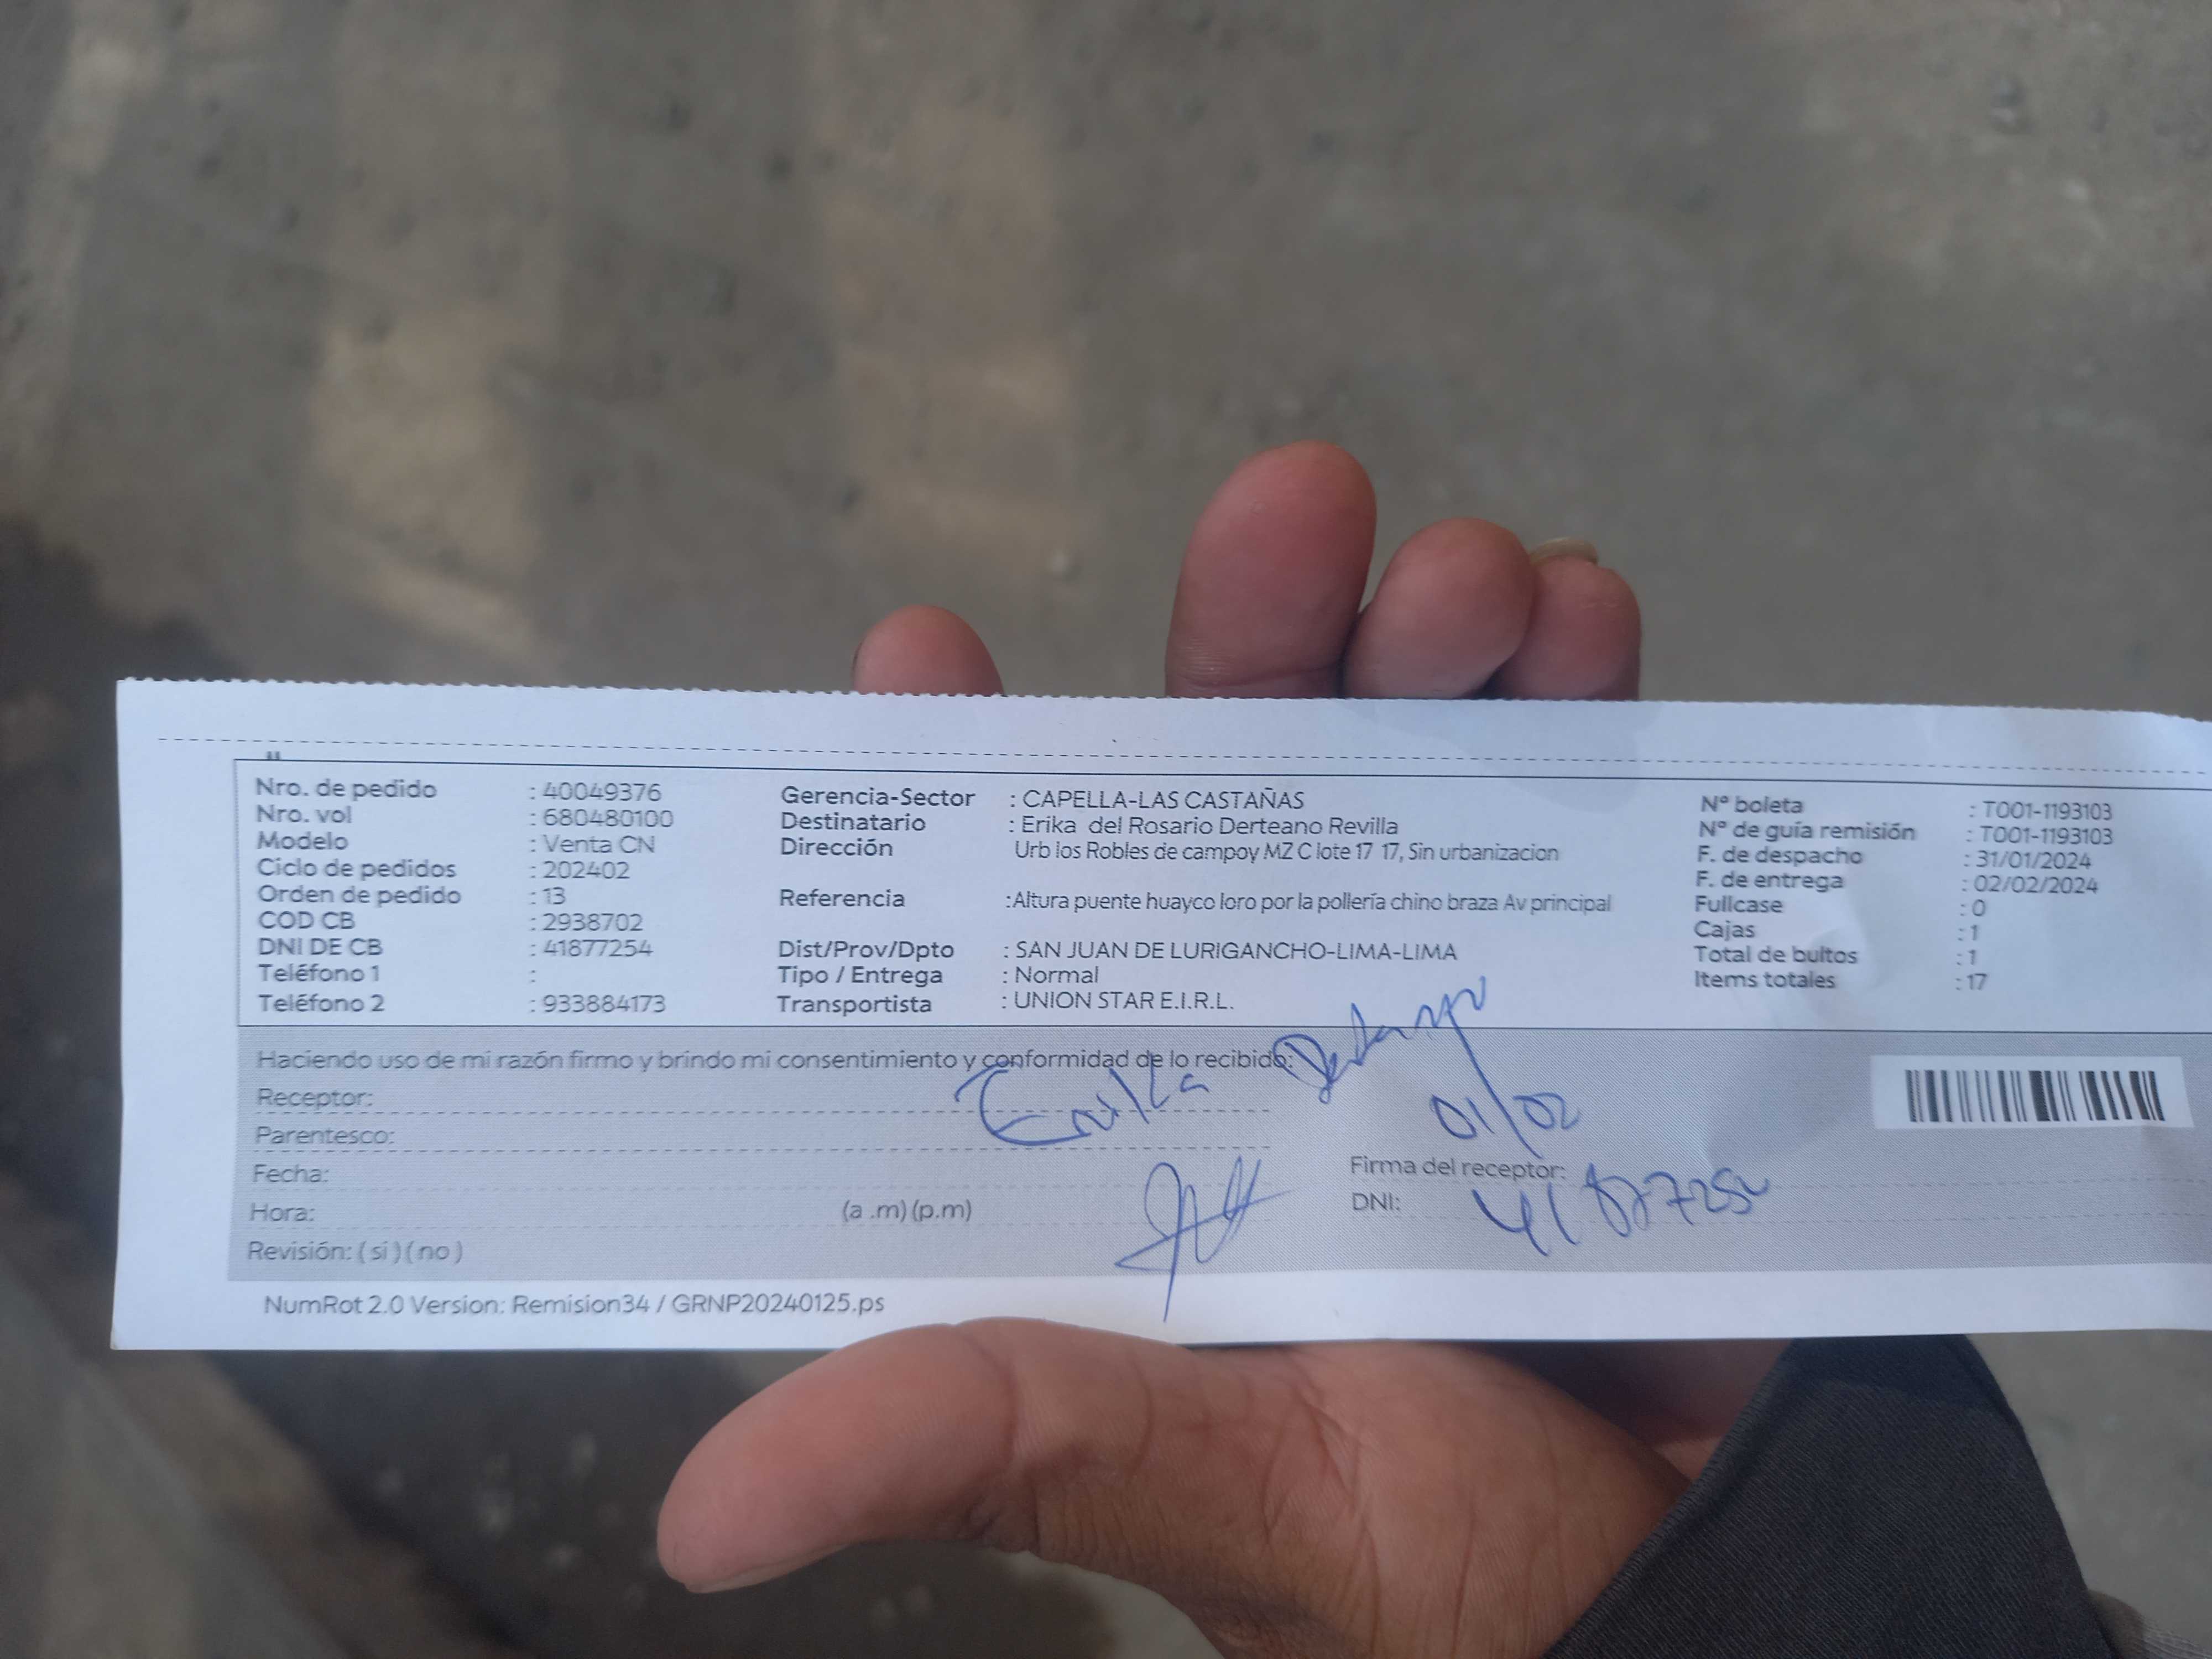 Nro. de pedido : 40049376
Nro. vol : 680480100
Modelo : Venta CN
Ciclo de pedidos : 202402
Orden de pedido : 13
COD CB : 2938702
DNI DE CB : 41877254
Teléfono 1 :
Teléfono 2 : 933884173
Gerencia-Sector : CAPELLA-LAS CASTAÑAS
Destinatario : Erika del Rosario Derteano Revilla
Dirección Urb los Robles de campoy MZ C lote 17 17, Sin urbanizacion
Referencia :Altura puente huayco loro por la pollería chino braza Av principal
Dist/Prov/Dpto : SAN JUAN DE LURIGANCHO-LIMA-LIMA
Tipo / Entrega : Normal
Transportista : UNION STAR E.I.R.L.
N° boleta : T001-1193103
N° de guía remisión : T001-1193103
F. de despacho : 31/01/2024
F. de entrega : 02/02/2024
Fullcase : 0
Cajas : 1
Total de bultos : 1
Items totales : 17
Haciendo uso de mi razón firmo y brindo mi consentimiento y conformidad de lo recibido:
Receptor: Erika
Parentesco:
01/02
Fecha:
Hora: (a .m) (p.m)
Revisión: ( si ) ( no )
Firma del receptor:
DNI:
NumRot 2.0 Version: Remision34 / GRNP20240125.ps